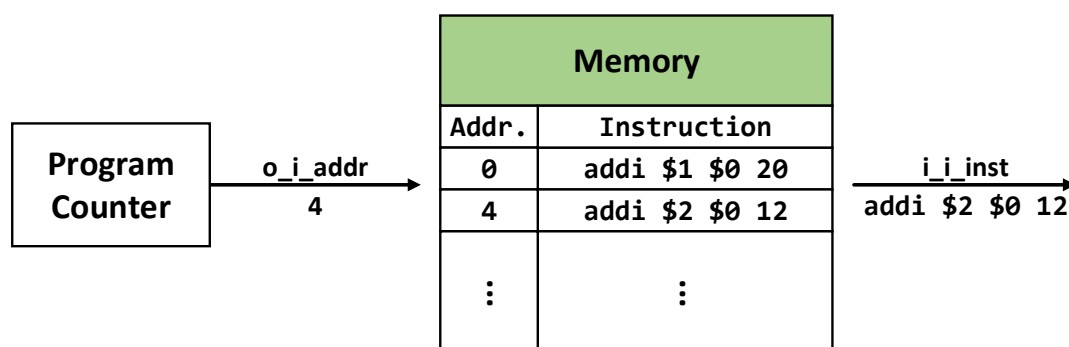 Memory
Addr. Instruction
0 addi $1 $0 20
4 addi $2 $0 12
⋮ ⋮
Program
Counter
o_i_addr
4
i_i_inst
addi $2 $0 12